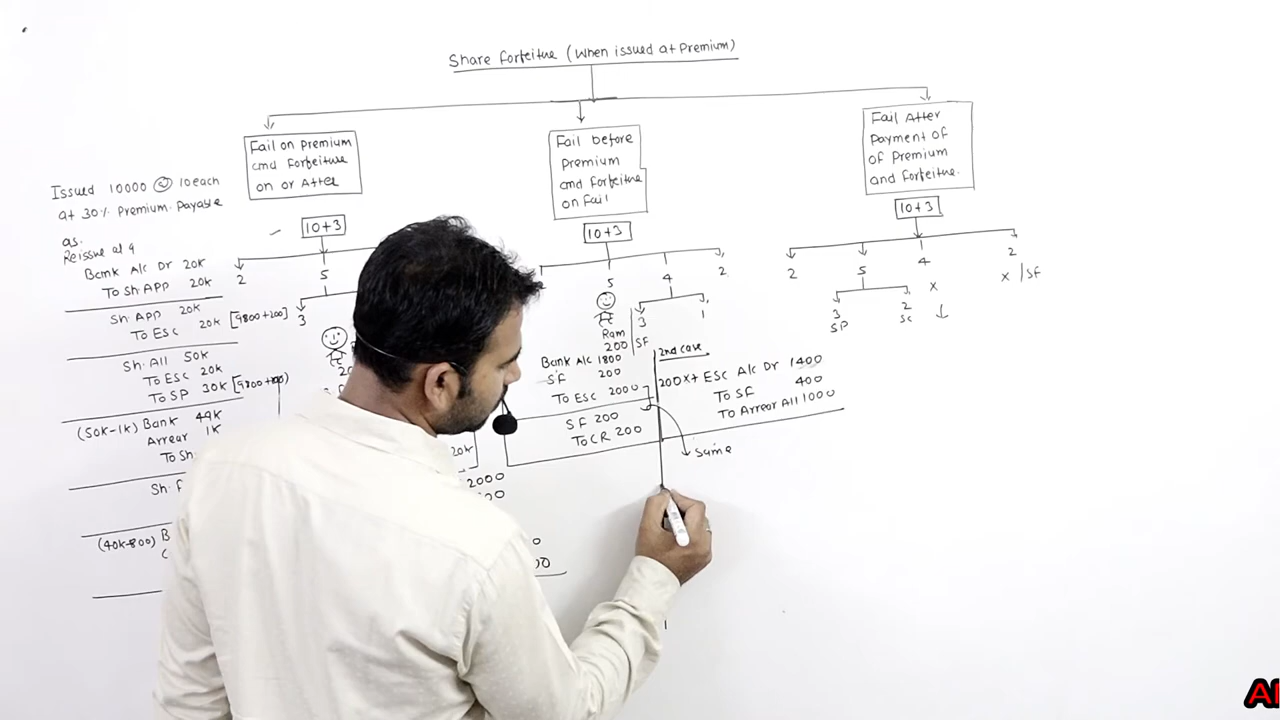 Share forfeitue (When issued at Premium)
Fail on premium
and Forfeiture
on or After
Fail before
Premium
and Forfeitue
on Fail
Fail After
Payment of
of Premium
and Forfeitue.
Issued 10000 @ 10 each
at 30% Premium Payable
as.
Reissue at 9
Bank A/c Dr 20K
To Sh. APP 20K
Sh. APP 20K
To Esc 20K [9800+200]
Sh. All 50K
To Esc 20K
To SP 30K
(50K-1K) Bank 49K
Arrear 1K
To Sh
Sh. F
(40K-800) B
10+3
2
5
3
10+3
5
4
2
3
1
Ram
200
SF
Bank A/c 1800
SF 200
To Esc 2000
SF 200
To CR 200
20K
2000
2nd case
200x7 ESC A/c Dr 1400
To SF 400
To Arrear All 1000
Same
10+3
2
5
4
2
x
x / SF
3
SP
2
Sc